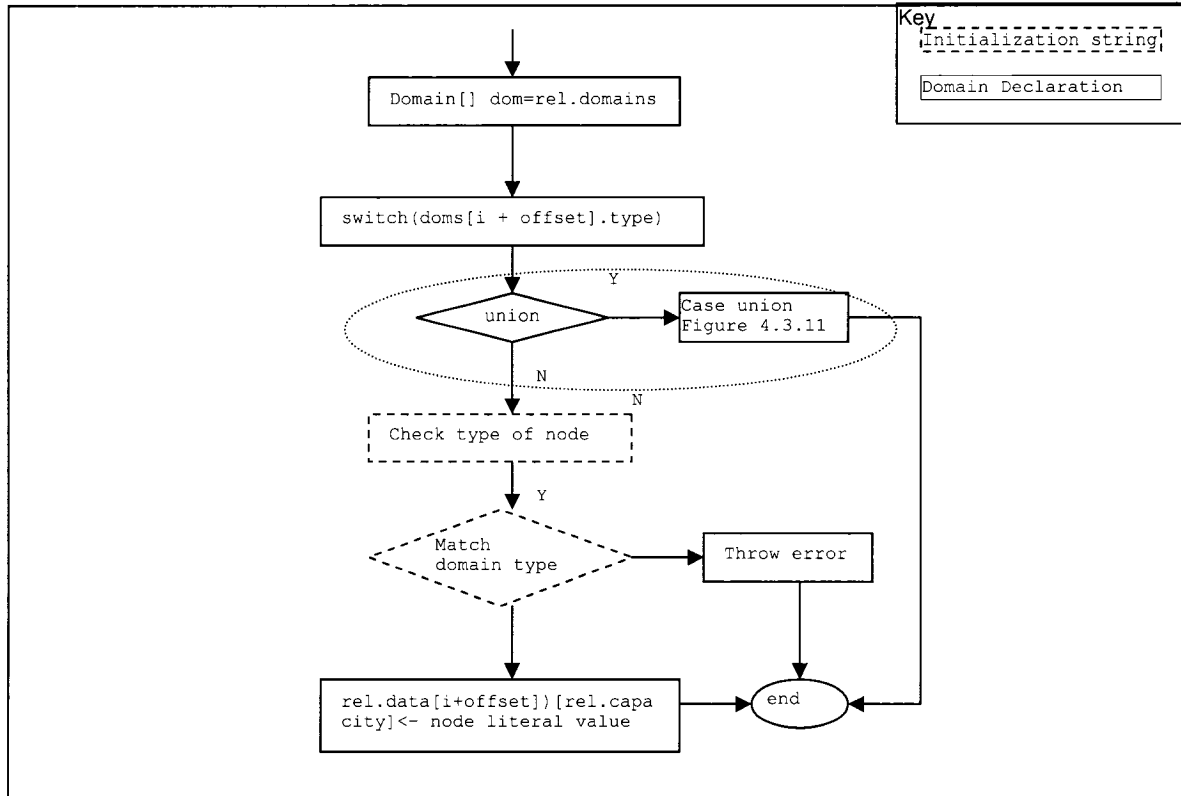 Key
Initialization string
Domain Declaration
Domain[] dom=rel.domains
switch(doms[i + offset].type)
Y
union
Case union
Figure 4.3.11
N
N
Check type of node
Y
Match
domain type
Throw error
rel.data[i+offset])[rel.capa
city]<- node literal value
end